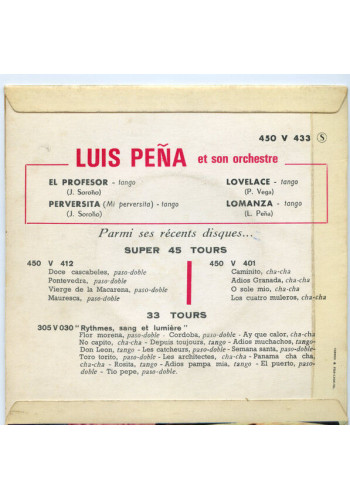 450 V 433 S
LUIS PEÑA et son orchestre
EL PROFESOR - tango
(J. Soroño)
LOVELACE - tango
(P. Vega)
PERVERSITA (Mi perversita) - tango
(J. Soroño)
LOMANZA - tango
(L. Peña)
Parmi ses récents disques...
SUPER 45 TOURS
450 V 412
Doce cascabeles, paso-doble
Pontevedra, paso-doble
Vierge de la Macarena, paso-doble
Mauresca, paso-doble
450 V 401
Caminito, cha-cha
Adios Granada, cha-cha
O sole mio, cha-cha
Los cuatro muleros, cha-cha
33 TOURS
305 V 030 "Rythmes, sang et lumière"
Flor morena, paso-doble - Cordoba, paso-doble - Ay que calor, cha-cha
No capito, cha-cha - Depuis toujours, tango - Adios muchachos, tango -
Don Leon, tango - Les catcheurs, paso-doble - Semana santa, paso-doble-
Toro torito, paso-doble - Les architectes, cha-cha - Panama cha cha,
cha-cha - Rosita, tango - Adios pampa mia, tango - El puerto, paso-
doble - Tio pepe, paso-doble.